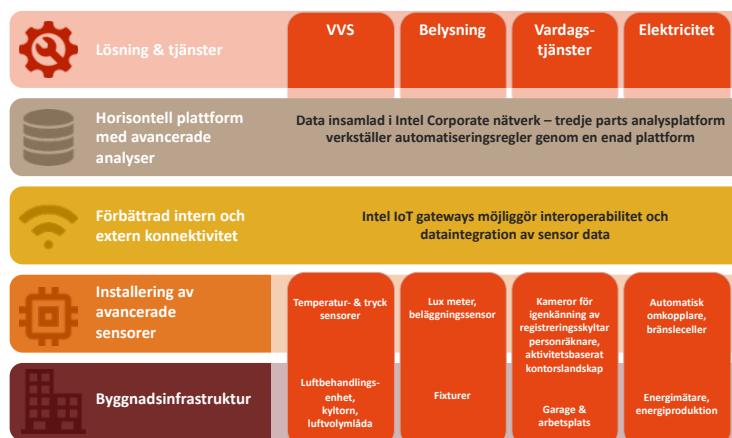 Lösning & tjänster
VVS
Belysning
Vardags-
tjänster
Elektricitet
Horisontell plattform
med avancerade
analyser
Data insamlad i Intel Corporate nätverk – tredje parts analysplatform
verkställer automatiseringsregler genom en enad plattform
Förbättrad intern och
extern konnektivitet
Intel IoT gateways möjliggör interoperabilitet och
dataintegration av sensor data
Installering av
avancerade
sensorer
Temperatur- & tryck
sensorer
Lux meter,
beläggningssensor
Kameror för
igenkänning av
registreringsskyltar
personräknare,
aktivitetsbaserat
kontorslandskap
Automatisk
omkopplare,
bränsleceller
Byggnadsinfrastruktur
Luftbehandlings-
enhet,
kyltorn,
luftvolymlåda
Fixturer
Garage &
arbetsplats
Energimätare,
energiproduktion